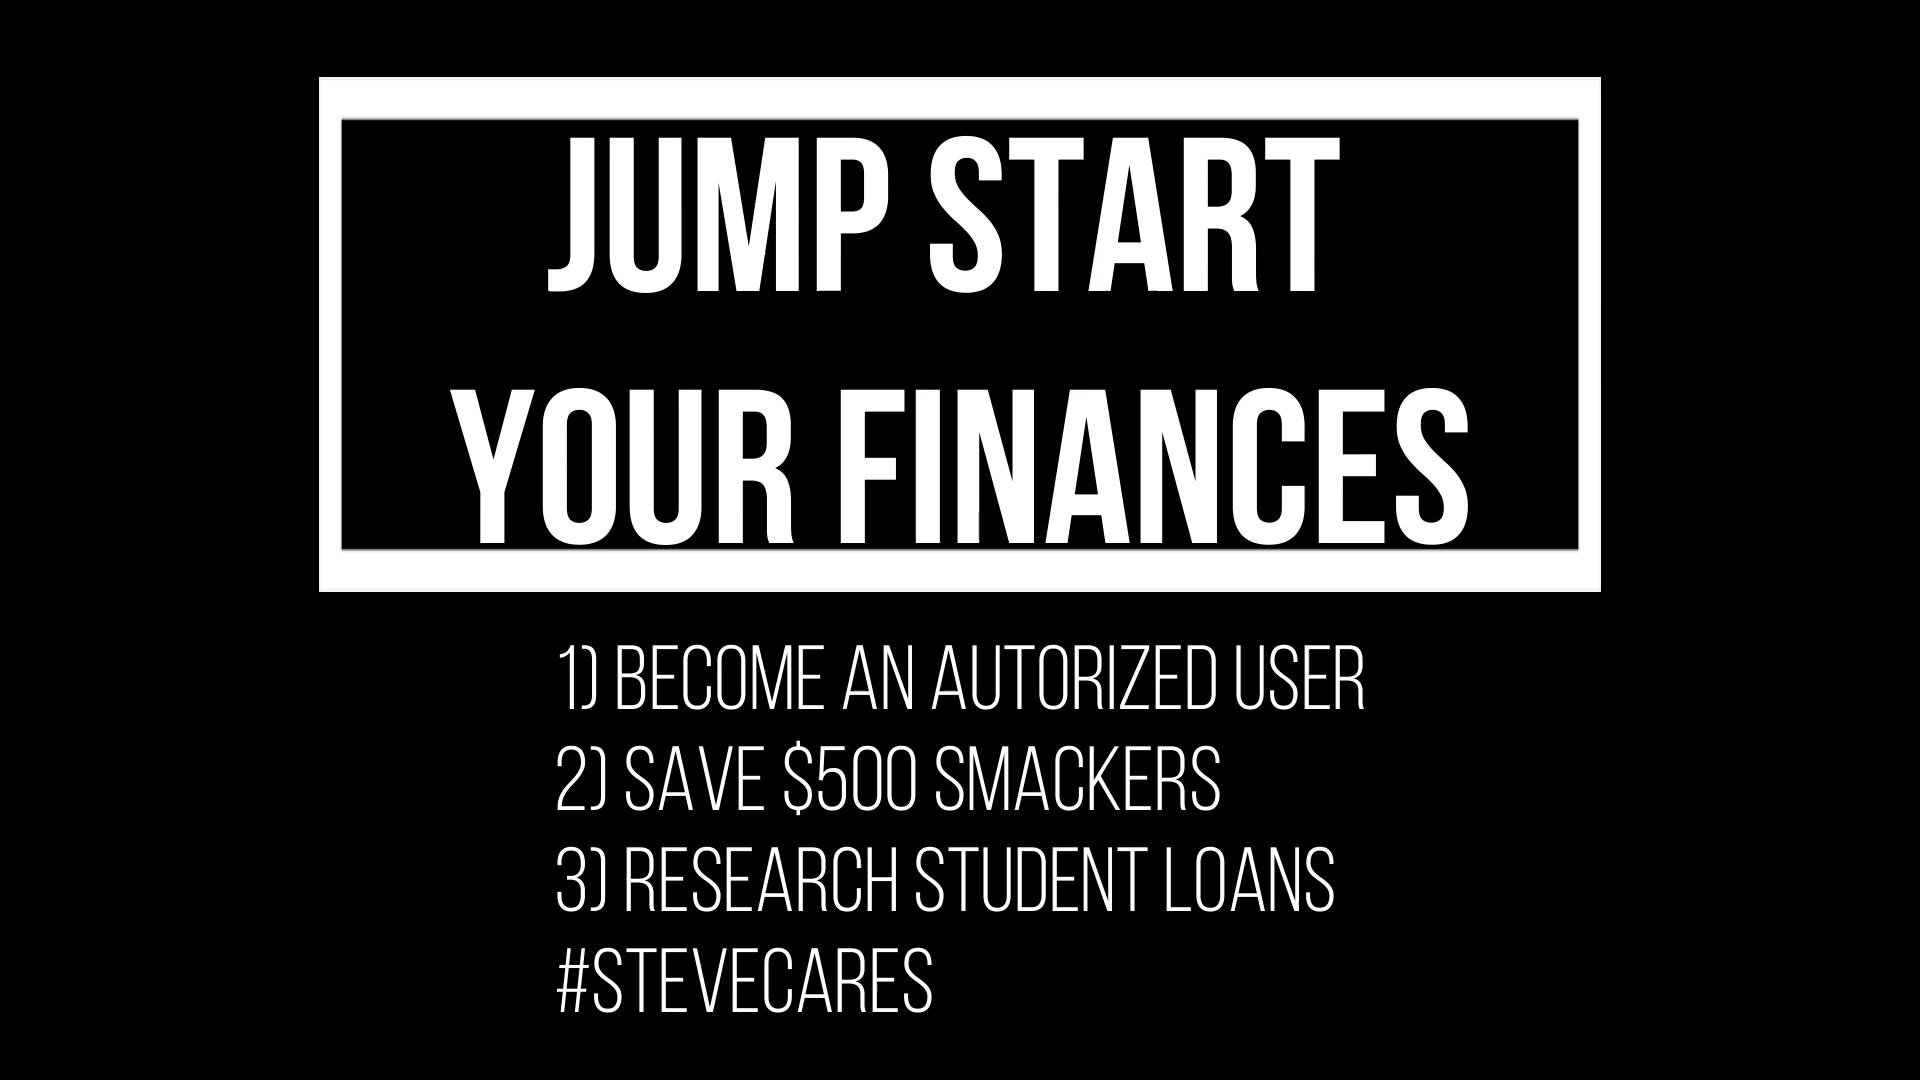 JUMP START
YOUR FINANCES
1) BECOME AN AUTORIZED USER
2) SAVE $500 SMACKERS
3) RESEARCH STUDENT LOANS
#STEVECARES